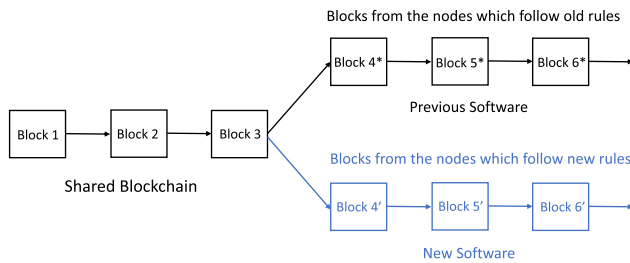 Blocks from the nodes which follow old rules
Block 4*
Block 5*
Block 6*
Previous Software
Block 1
Block 2
Block 3
Shared Blockchain
Blocks from the nodes which follow new rules
Block 4′
Block 5′
Block 6′
New Software